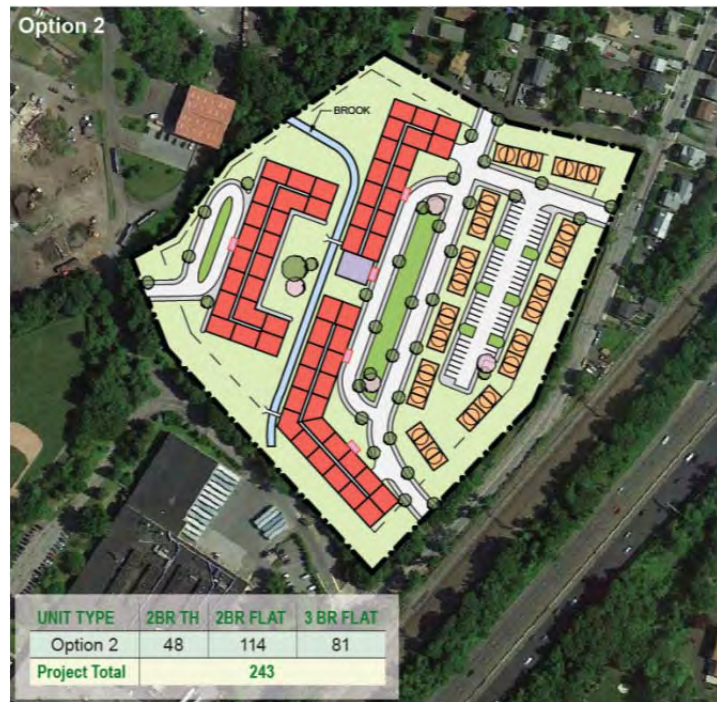 Option 2
BROOK
UNIT TYPE 2BR TH 2BR FLAT 3 BR FLAT
Option 2 48 114 81
Project Total 243